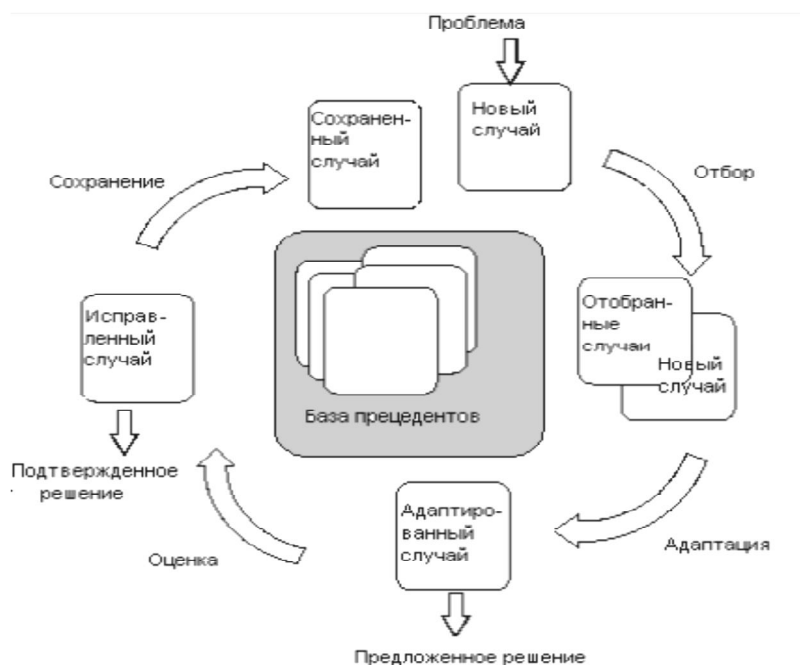 Проблема
Новый
случай
Сохранен-
ный
случай
Сохранение
Отбор
Отобран-
ные
случаи
Новый
случай
Исправ-
ленный
случай
База прецедентов
Подтвержденное
решение
Адаптиро-
ванный
случай
Адаптация
Оценка
Предложенное решение